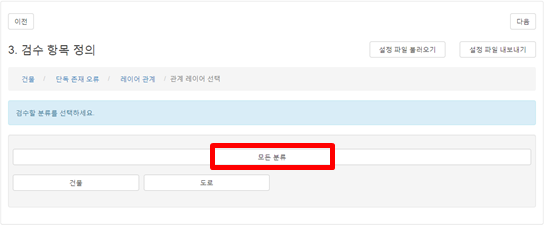 이전 다음
3. 검수 항목 정의 설정 파일 불러오기 설정 파일 내보내기
건물 / 단독 존재 오류 / 레이어 관계 / 관계 레이어 선택
검수할 분류를 선택하세요.
모든 분류
건물 도로